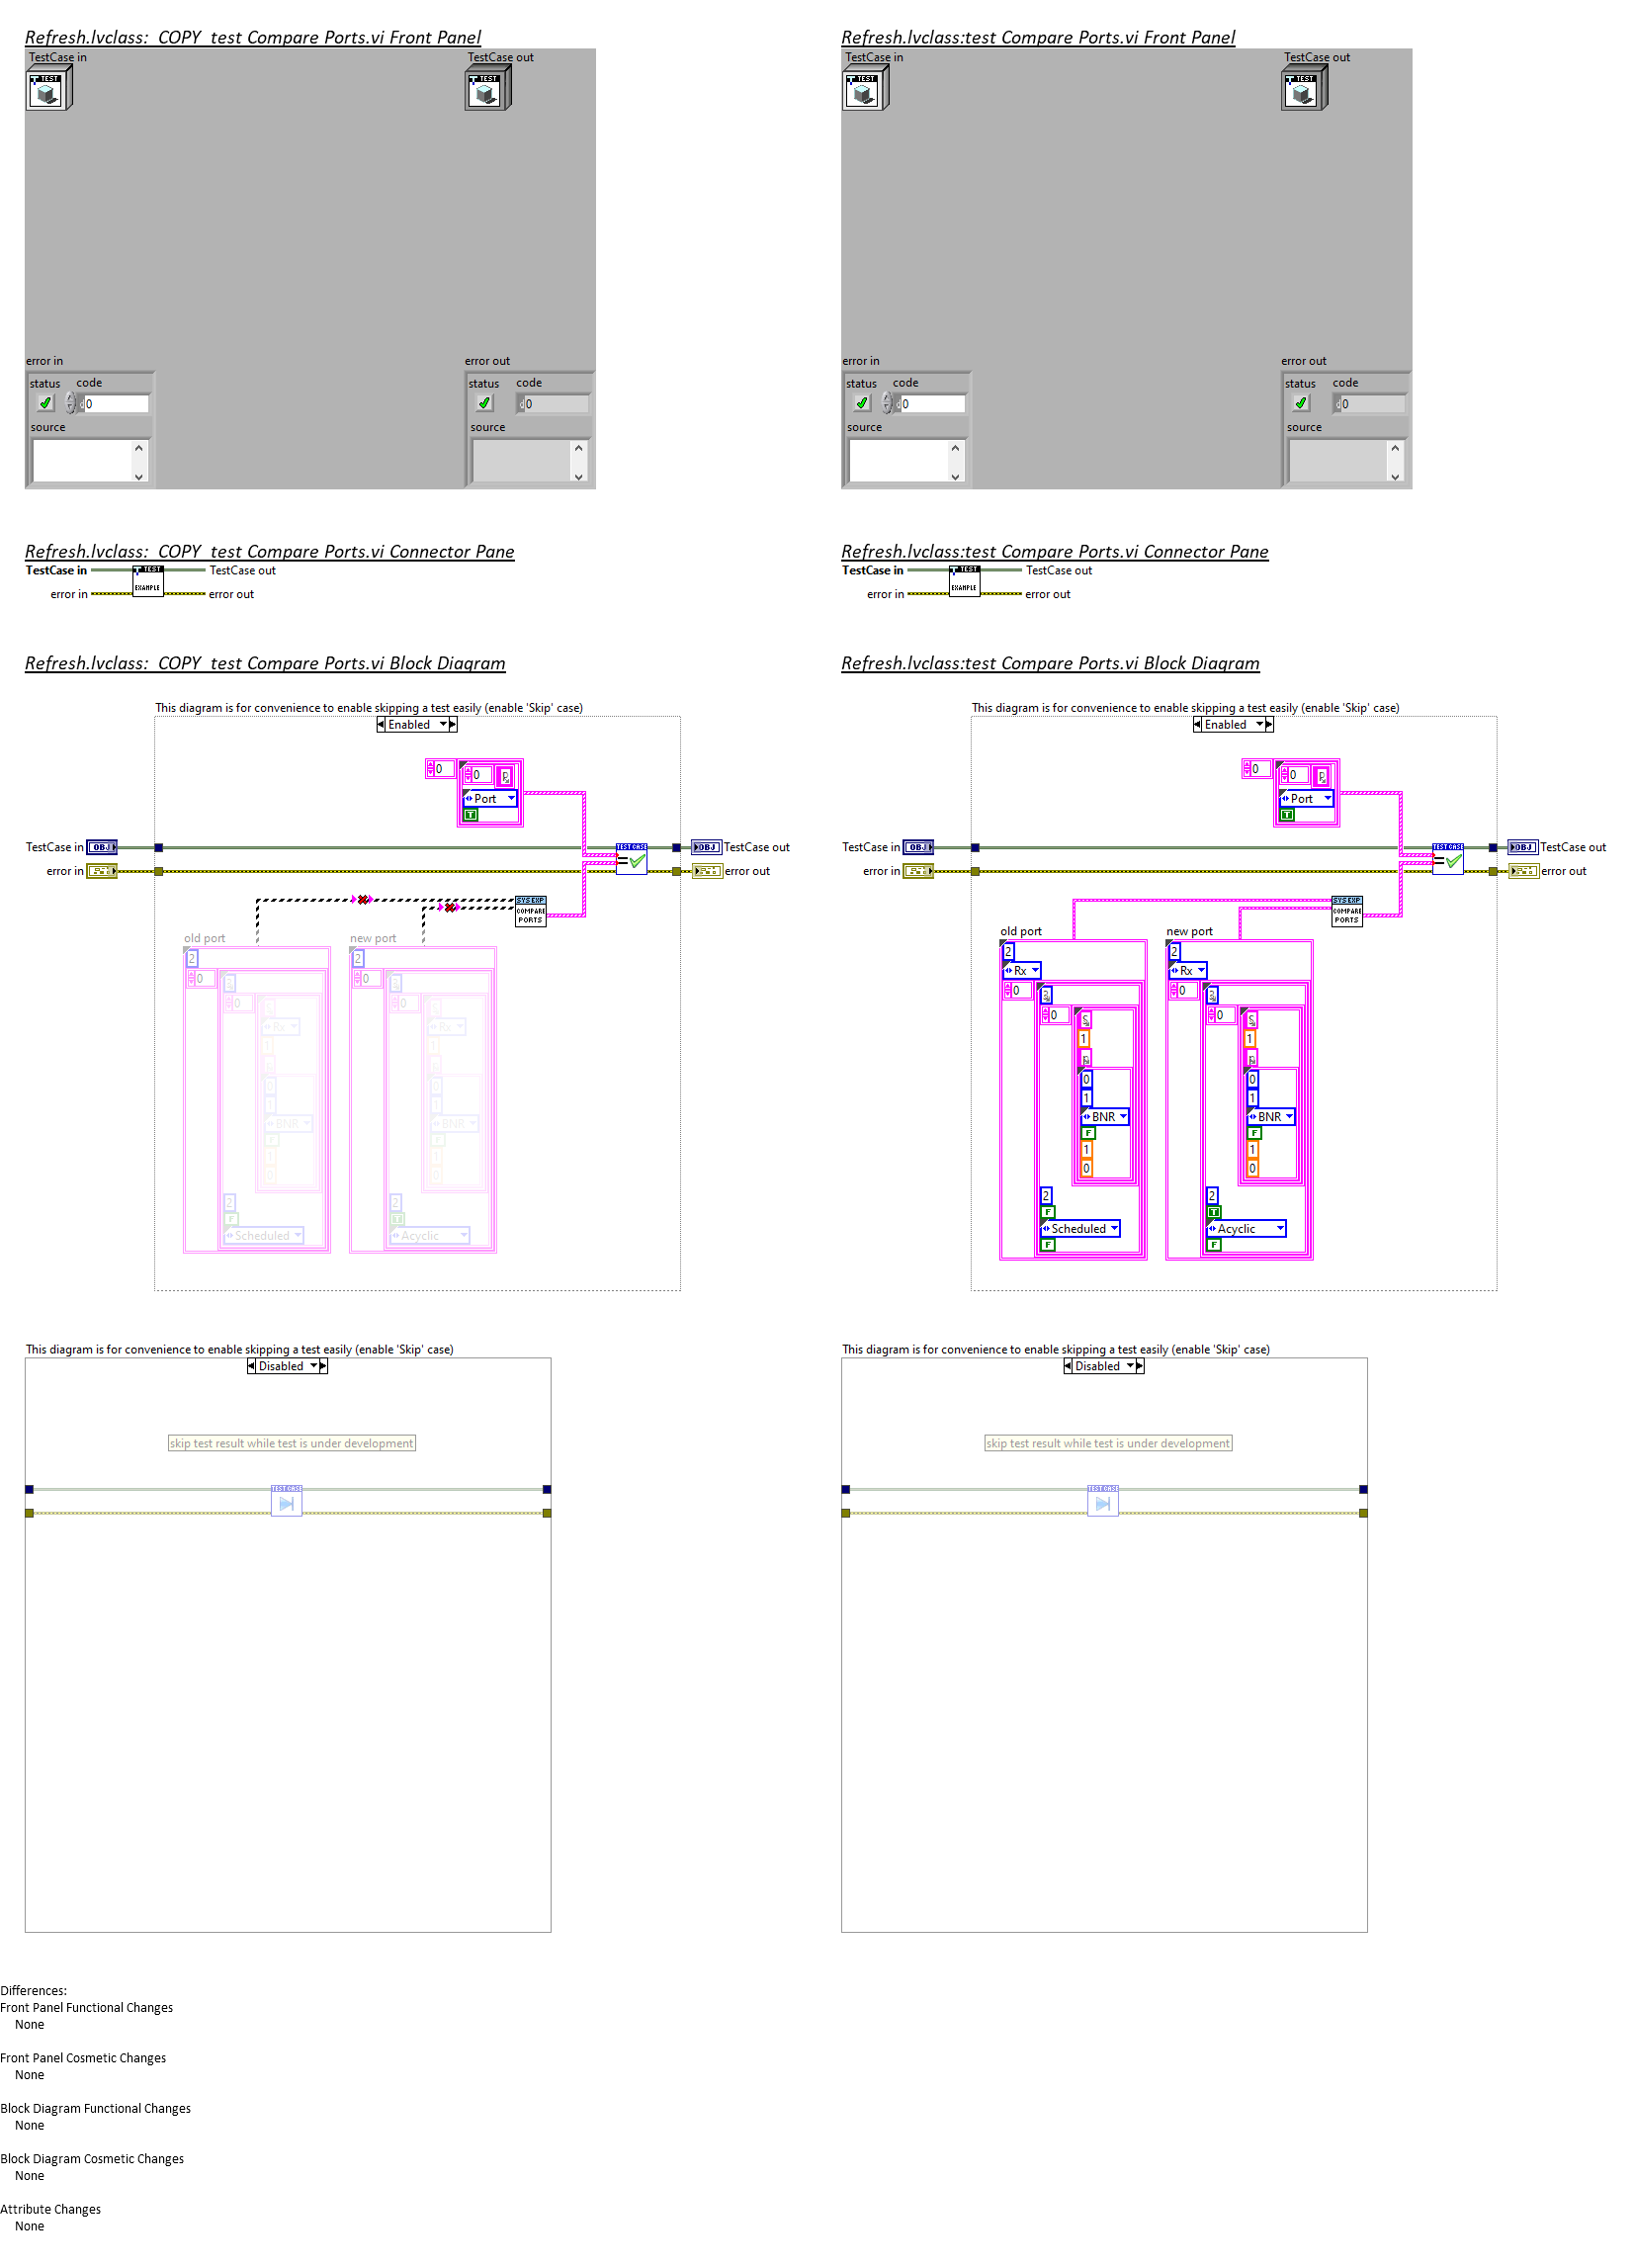 Refresh.lvclass:_COPY_test Compare Ports.vi Front Panel
TestCase in
TEST
TestCase out
TEST
error in
status
code
0
source
error out
status
code
0
source
Refresh.lvclass:_COPY_test Compare Ports.vi Connector Pane
TestCase in
TEST
EXAMPLE
TestCase out
error in
error out
Refresh.lvclass:_COPY_test Compare Ports.vi Block Diagram
This diagram is for convenience to enable skipping a test easily (enable 'Skip' case)
Enabled
0
0
Port
T
TestCase in
OBJ
TEST CASE
OBJ
TestCase out
error in
error out
SYS EXP
COMPARE
PORTS
old port
2
0
0
Rx
1
0
1
BNR
F
1
0
2
F
Scheduled
new port
2
0
0
Rx
1
0
1
BNR
F
1
0
2
T
Acyclic
This diagram is for convenience to enable skipping a test easily (enable 'Skip' case)
Disabled
skip test result while test is under development
TEST CASE
Refresh.lvclass:test Compare Ports.vi Front Panel
TestCase in
TEST
TestCase out
TEST
error in
status
code
0
source
error out
status
code
0
source
Refresh.lvclass:test Compare Ports.vi Connector Pane
TestCase in
TEST
EXAMPLE
TestCase out
error in
error out
Refresh.lvclass:test Compare Ports.vi Block Diagram
This diagram is for convenience to enable skipping a test easily (enable 'Skip' case)
Enabled
0
0
Port
T
TestCase in
OBJ
TEST CASE
OBJ
TestCase out
error in
error out
SYS EXP
COMPARE
PORTS
old port
2
Rx
0
0
1
0
1
BNR
F
1
0
2
F
Scheduled
F
new port
2
Rx
0
0
1
0
1
BNR
F
1
0
2
T
Acyclic
F
This diagram is for convenience to enable skipping a test easily (enable 'Skip' case)
Disabled
skip test result while test is under development
TEST CASE
Differences:
Front Panel Functional Changes
None
Front Panel Cosmetic Changes
None
Block Diagram Functional Changes
None
Block Diagram Cosmetic Changes
None
Attribute Changes
None